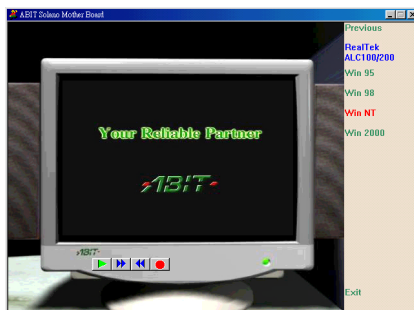 ABIT Solano Mother Board
Previous
RealTek
ALC100/200
Win 95
Win 98
Win NT
Win 2000
Your Reliable Partner
ABIT
ABIT
Exit